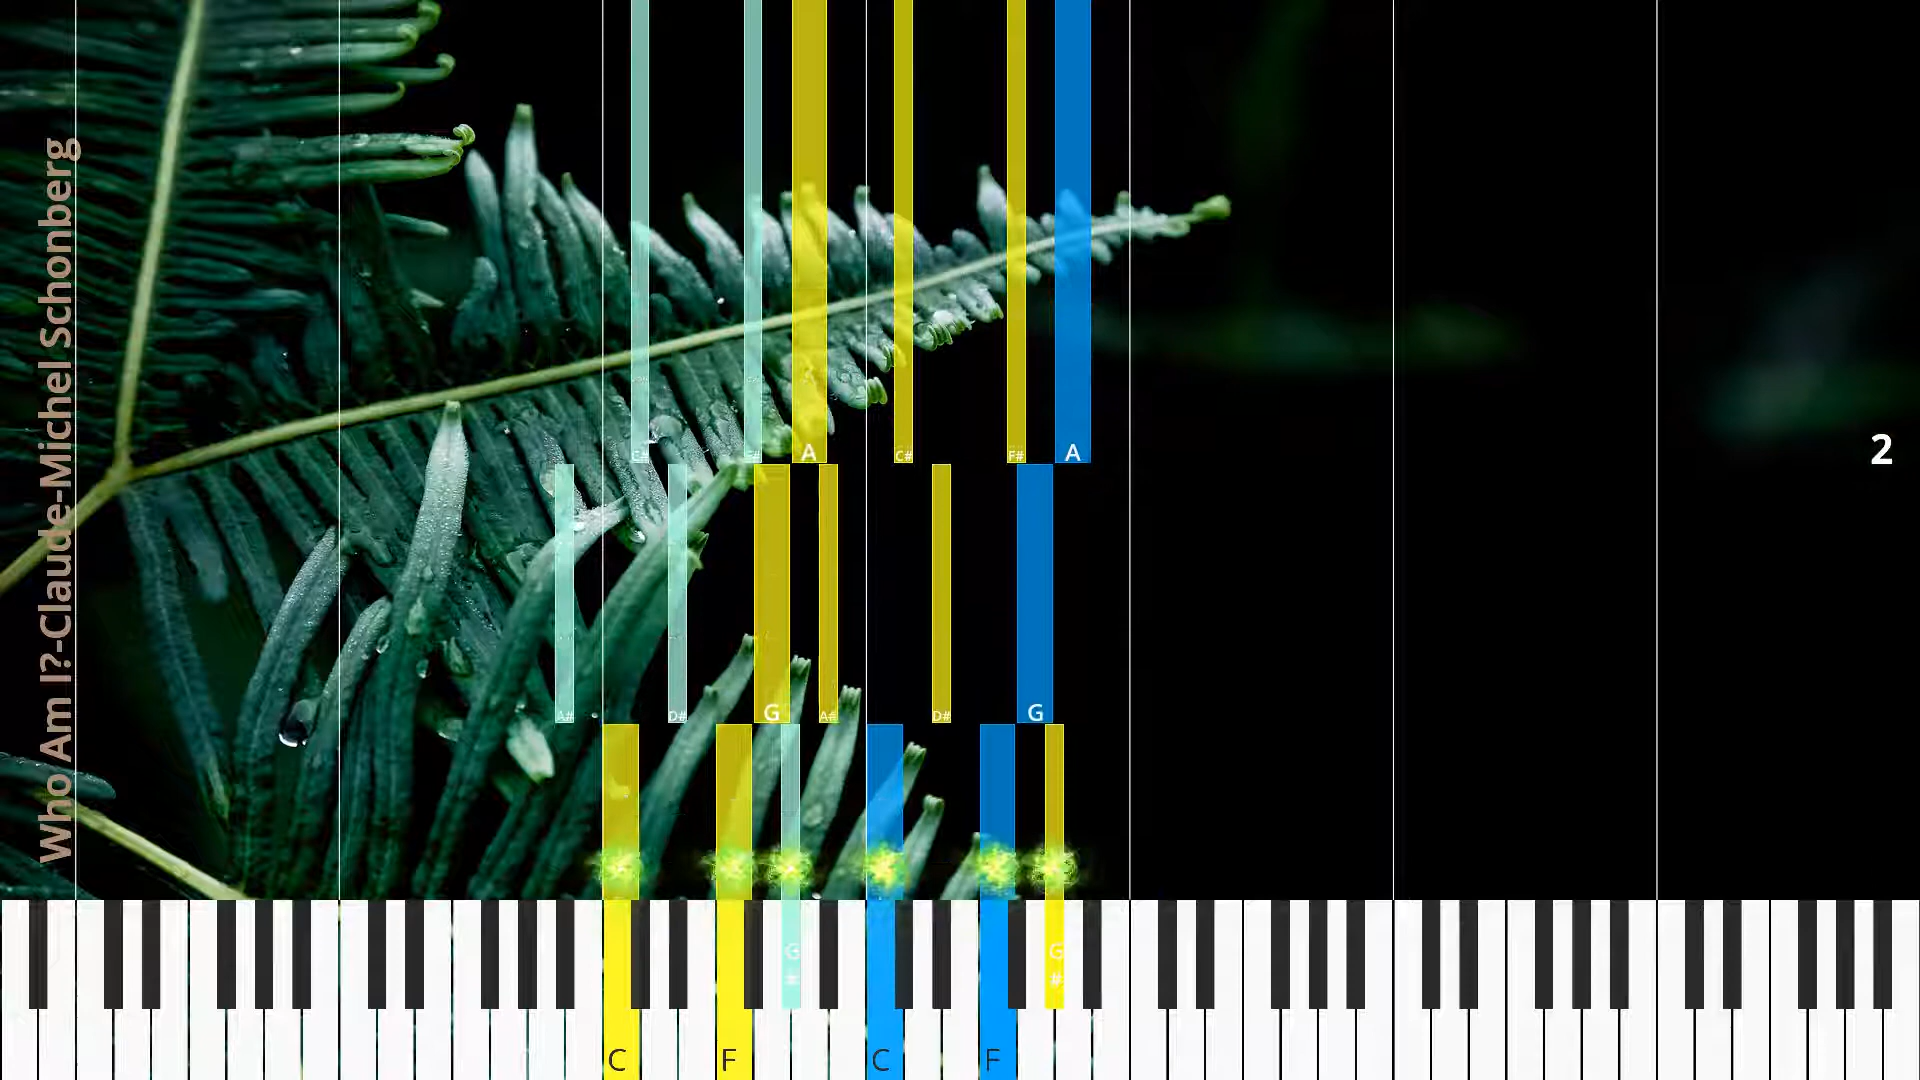 Who Am I?-Claude-Michel Schonberg
2
C# F# A C# F# A
A# D# G A# D# G
G
#
G
#
C F C F